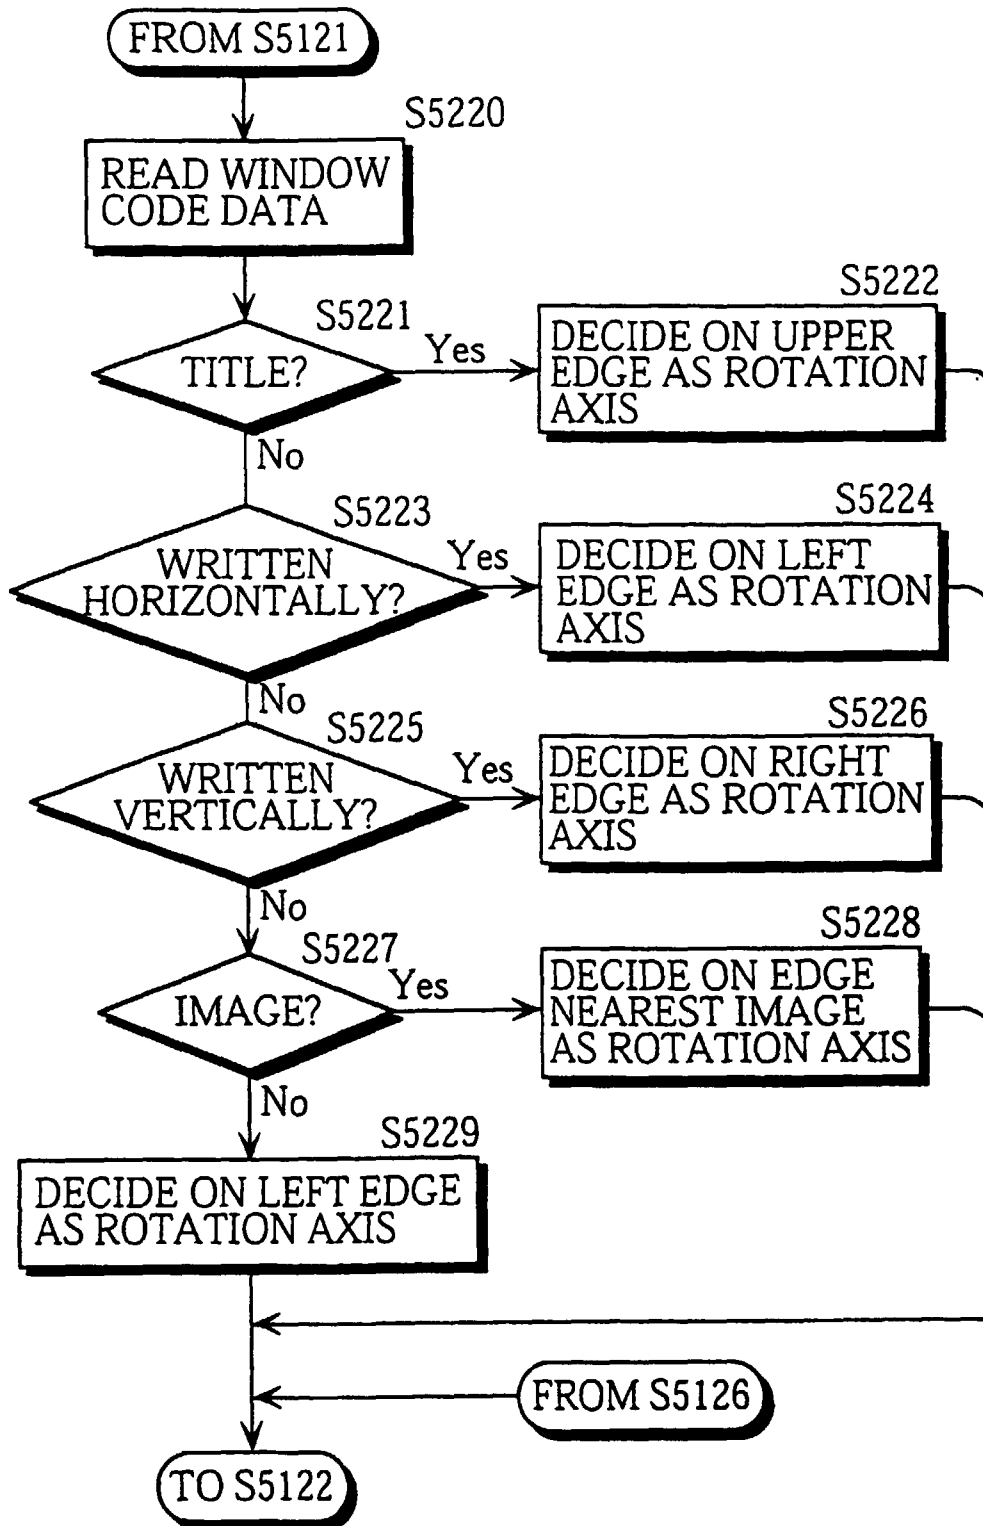 FROM S5121
S5220
READ WINDOW
CODE DATA
S5221
TITLE?
Yes
S5222
DECIDE ON UPPER
EDGE AS ROTATION
AXIS
No
S5223
WRITTEN
HORIZONTALLY?
Yes
S5224
DECIDE ON LEFT
EDGE AS ROTATION
AXIS
No
S5225
WRITTEN
VERTICALLY?
Yes
S5226
DECIDE ON RIGHT
EDGE AS ROTATION
AXIS
No
S5227
IMAGE?
Yes
S5228
DECIDE ON EDGE
NEAREST IMAGE
AS ROTATION AXIS
No
S5229
DECIDE ON LEFT EDGE
AS ROTATION AXIS
FROM S5126
TO S5122